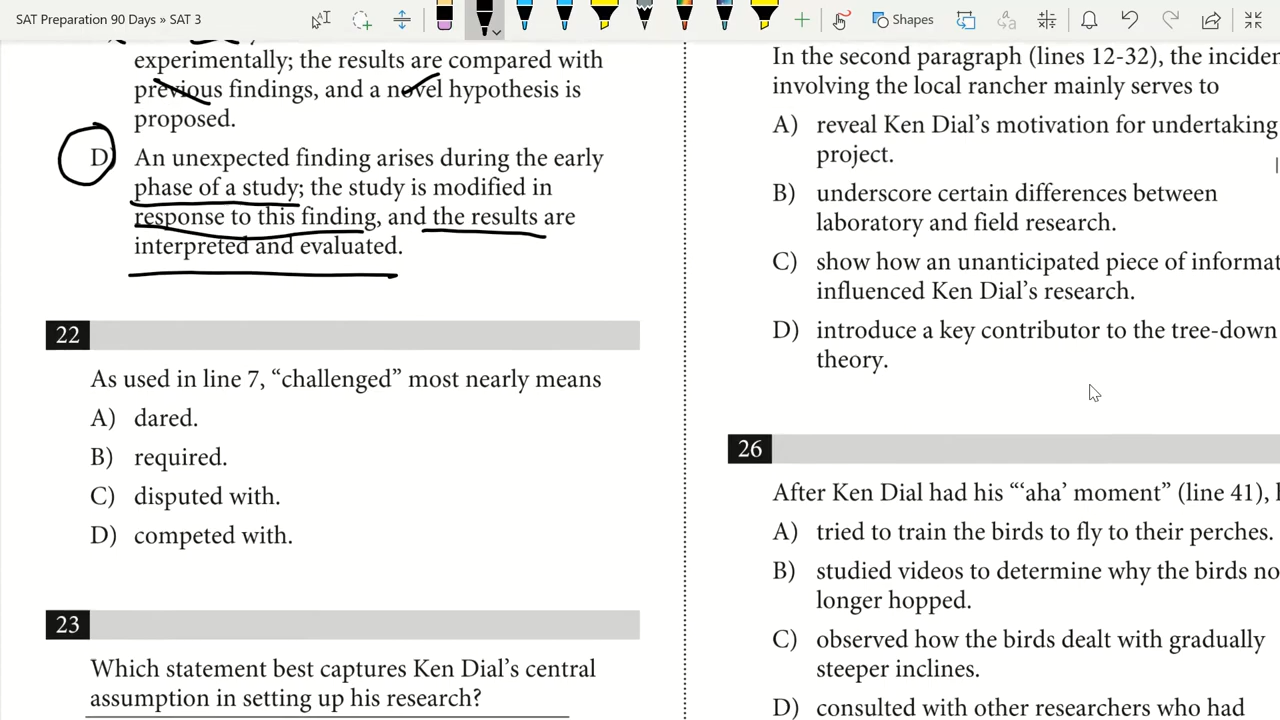 SAT Preparation 90 Days » SAT 3
Shapes
experimentally; the results are compared with
previous findings, and a novel hypothesis is
proposed.
D) An unexpected finding arises during the early
phase of a study; the study is modified in
response to this finding, and the results are
interpreted and evaluated.
22
As used in line 7, “challenged” most nearly means
A) dared.
B) required.
C) disputed with.
D) competed with.
23
Which statement best captures Ken Dial’s central
assumption in setting up his research?
In the second paragraph (lines 12-32), the inciden
involving the local rancher mainly serves to
A) reveal Ken Dial’s motivation for undertaking
project.
B) underscore certain differences between
laboratory and field research.
C) show how an unanticipated piece of informat
influenced Ken Dial’s research.
D) introduce a key contributor to the tree-down
theory.
26
After Ken Dial had his “‘aha’ moment” (line 41),
A) tried to train the birds to fly to their perches.
B) studied videos to determine why the birds no
longer hopped.
C) observed how the birds dealt with gradually
steeper inclines.
D) consulted with other researchers who had